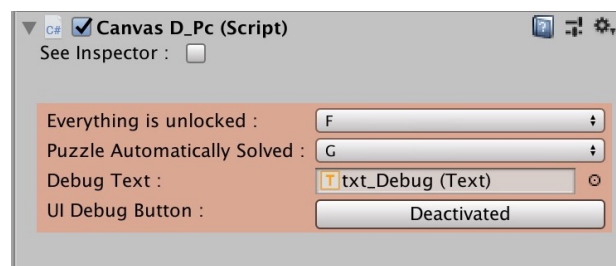 C# Canvas D_Pc (Script)
See Inspector :
Everything is unlocked : F
Puzzle Automatically Solved : G
Debug Text : T txt_Debug (Text)
UI Debug Button : Deactivated